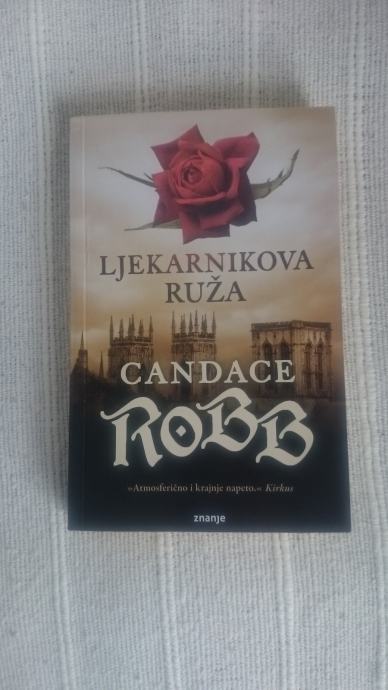 LJEKARNIKOVA
RUŽA
CANDACE
ROBB
»Atmosferično i krajnje napeto.« Kirkus
znanje